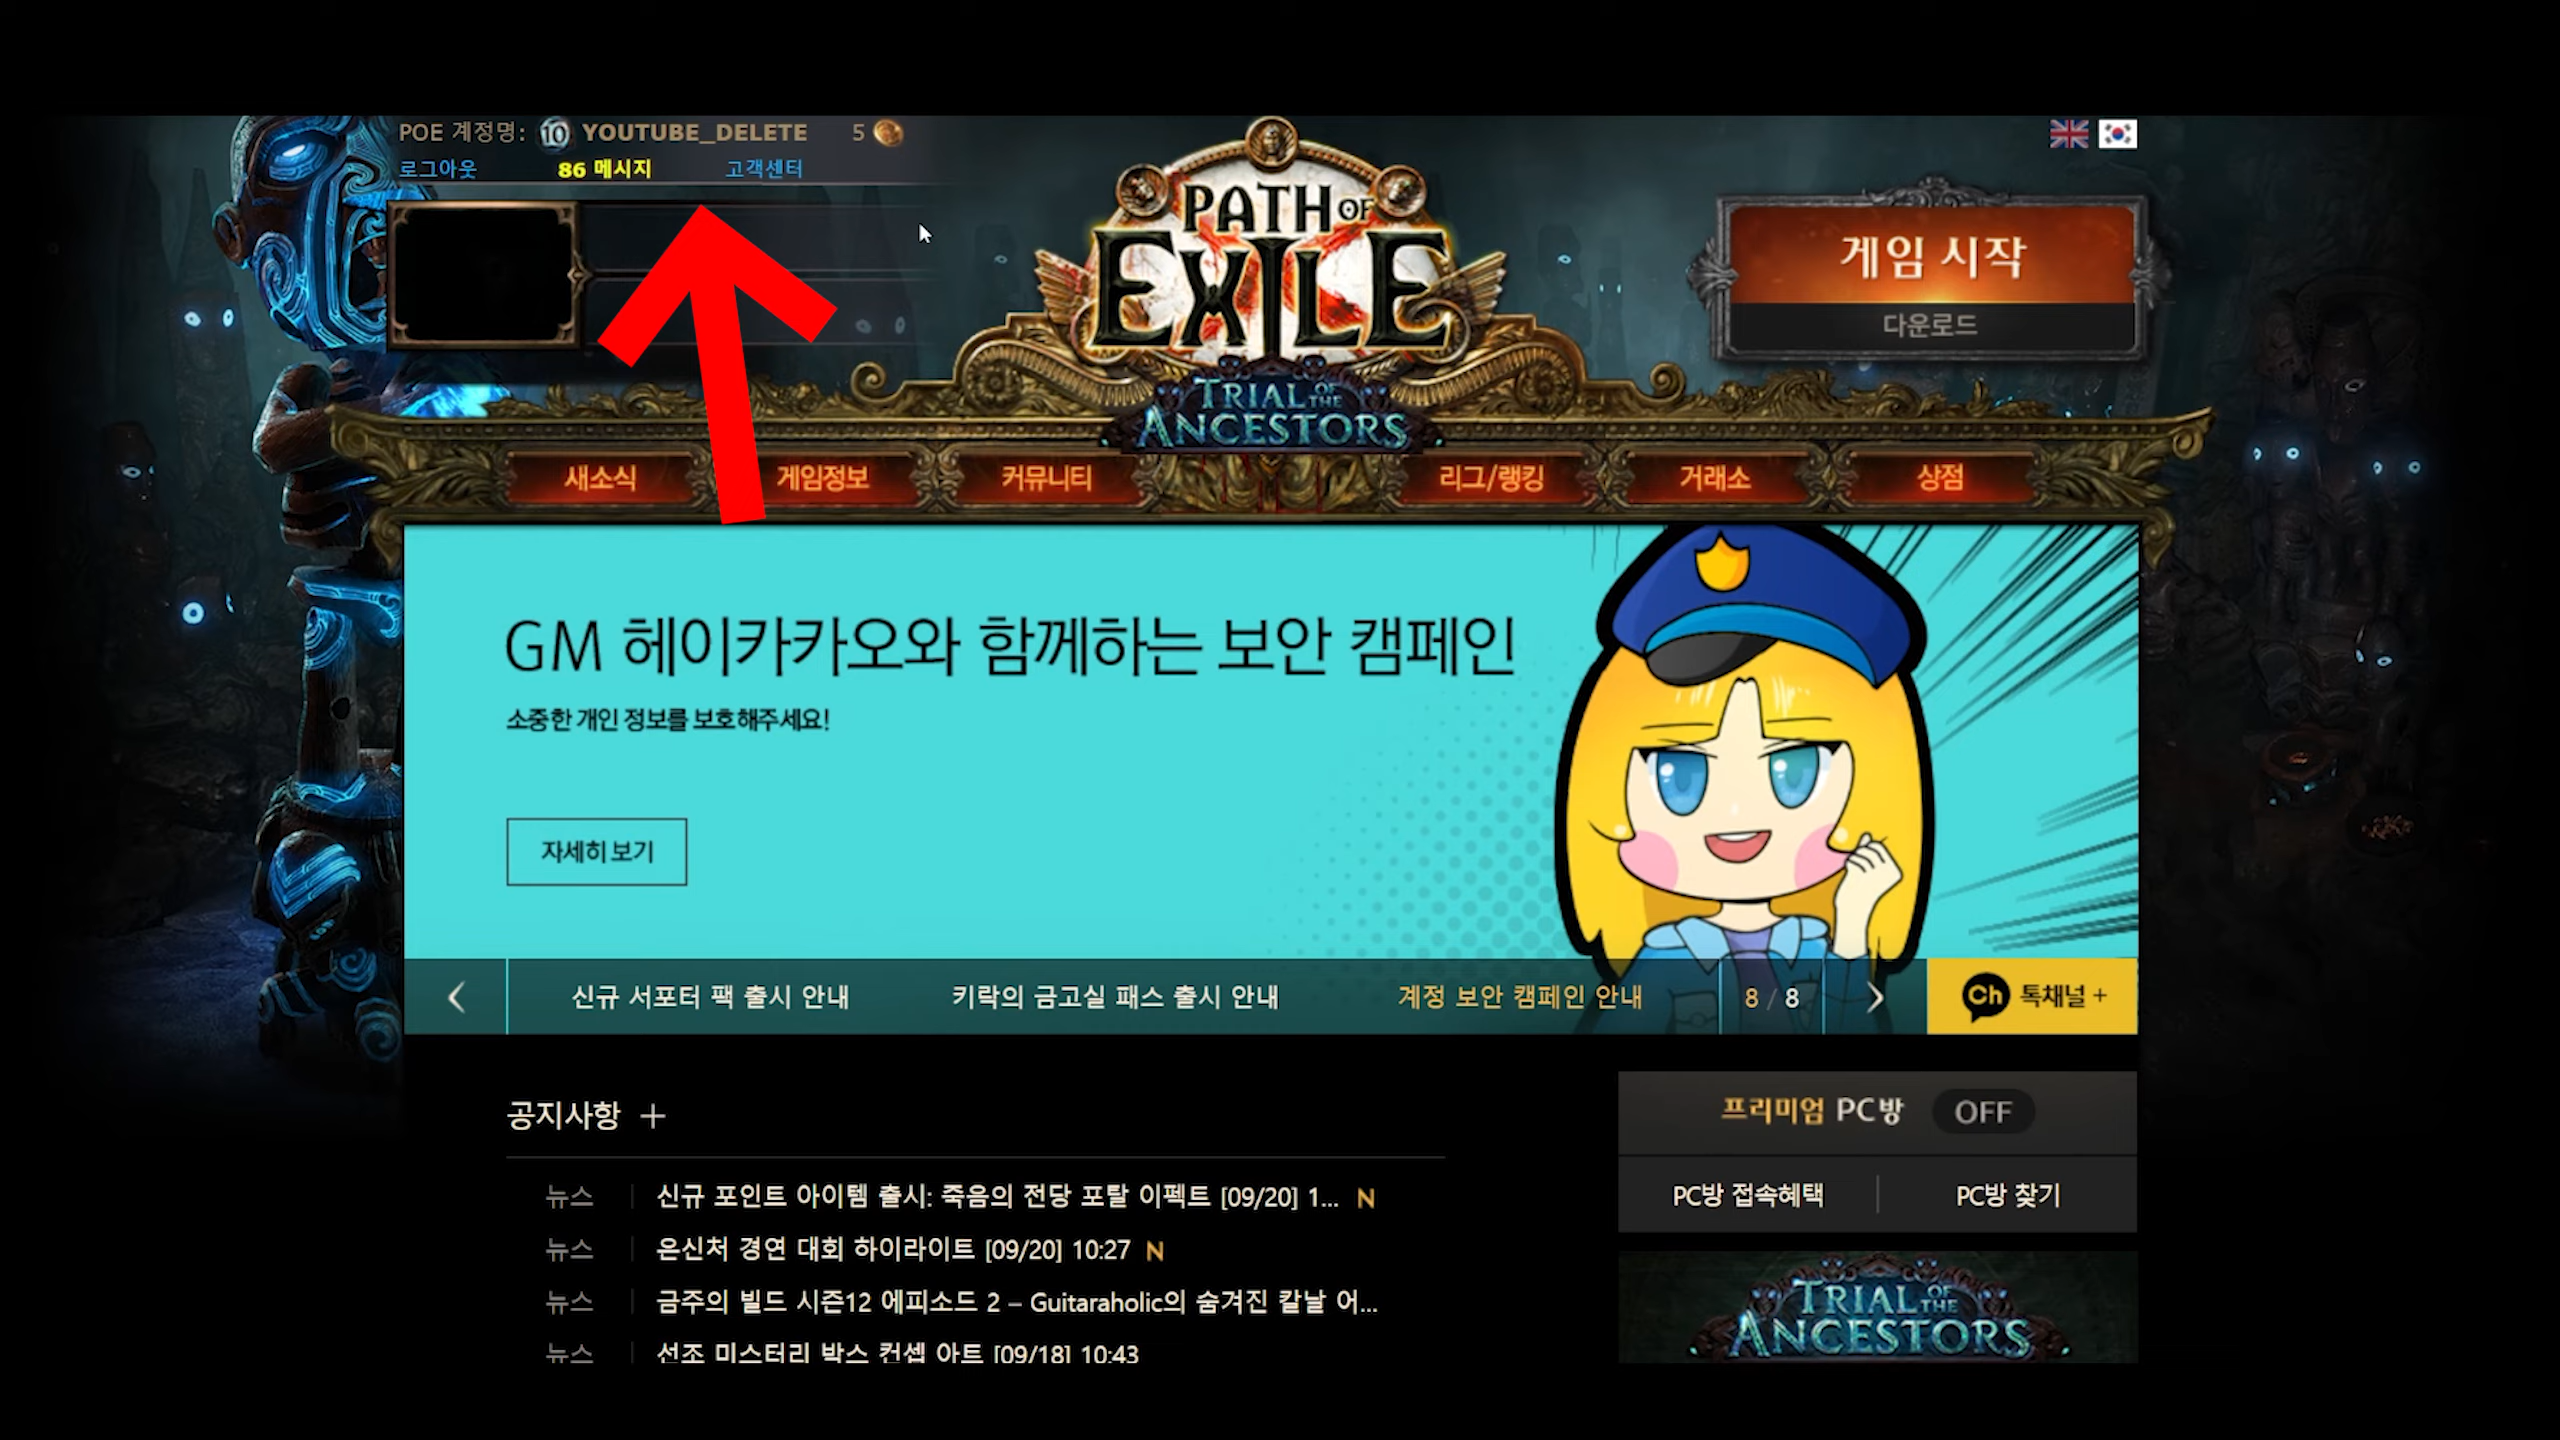 POE 계정명: 10 YOUTUBE_DELETE 5
로그아웃 86 메시지 고객센터
PATH OF EXILE
TRIAL OF THE ANCESTORS
게임 시작
다운로드
새소식 게임정보 커뮤니티 리그/랭킹 거래소 상점
GM 헤이카카오와 함께하는 보안 캠페인
소중한 개인 정보를 보호해주세요!
자세히 보기
신규 서포터 팩 출시 안내 키락의 금고실 패스 출시 안내 계정 보안 캠페인 안내 8 / 8 Ch 톡채널 +
공지사항 +
뉴스 신규 포인트 아이템 출시: 죽음의 전당 포탈 이펙트 [09/20] 1... N
뉴스 은신처 경연 대회 하이라이트 [09/20] 10:27 N
뉴스 금주의 빌드 시즌12 에피소드 2 – Guitaraholic의 숨겨진 칼날 어...
뉴스 선조 미스터리 박스 컨셉 아트 [09/18] 10:43
프리미엄 PC방 OFF
PC방 접속혜택 PC방 찾기
TRIAL OF THE ANCESTORS